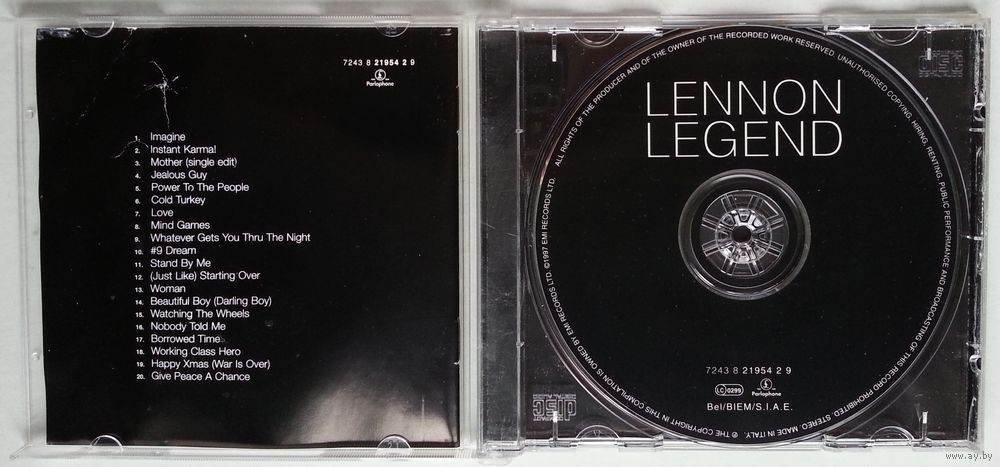 7243 8 21954 2 9
Parlophone
1. Imagine
2. Instant Karma!
3. Mother (single edit)
4. Jealous Guy
5. Power To The People
6. Cold Turkey
7. Love
8. Mind Games
9. Whatever Gets You Thru The Night
10. #9 Dream
11. Stand By Me
12. (Just Like) Starting Over
13. Woman
14. Beautiful Boy (Darling Boy)
15. Watching The Wheels
16. Nobody Told Me
17. Borrowed Time
18. Working Class Hero
19. Happy Xmas (War Is Over)
20. Give Peace A Chance
LENNON
LEGEND
7243 8 21954 2 9
LC 0299
Parlophone
Bel/BIEM/S.I.A.E.
℗ THE COPYRIGHT IN THIS COMPILATION IS OWNED BY EMI RECORDS LTD. ©1997 EMI RECORDS LTD. ALL RIGHTS OF THE PRODUCER AND OF THE OWNER OF THE RECORDED WORK RESERVED. UNAUTHORISED COPYING, HIRING, RENTING, PUBLIC PERFORMANCE AND BROADCASTING OF THIS RECORD PROHIBITED. STEREO. MADE IN ITALY.
disc
disc
www.ay.by